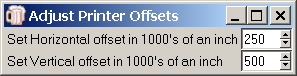 Adjust Printer Offsets
Set Horizontal offset in 1000's of an inch 250
Set Vertical offset in 1000's of an inch 500